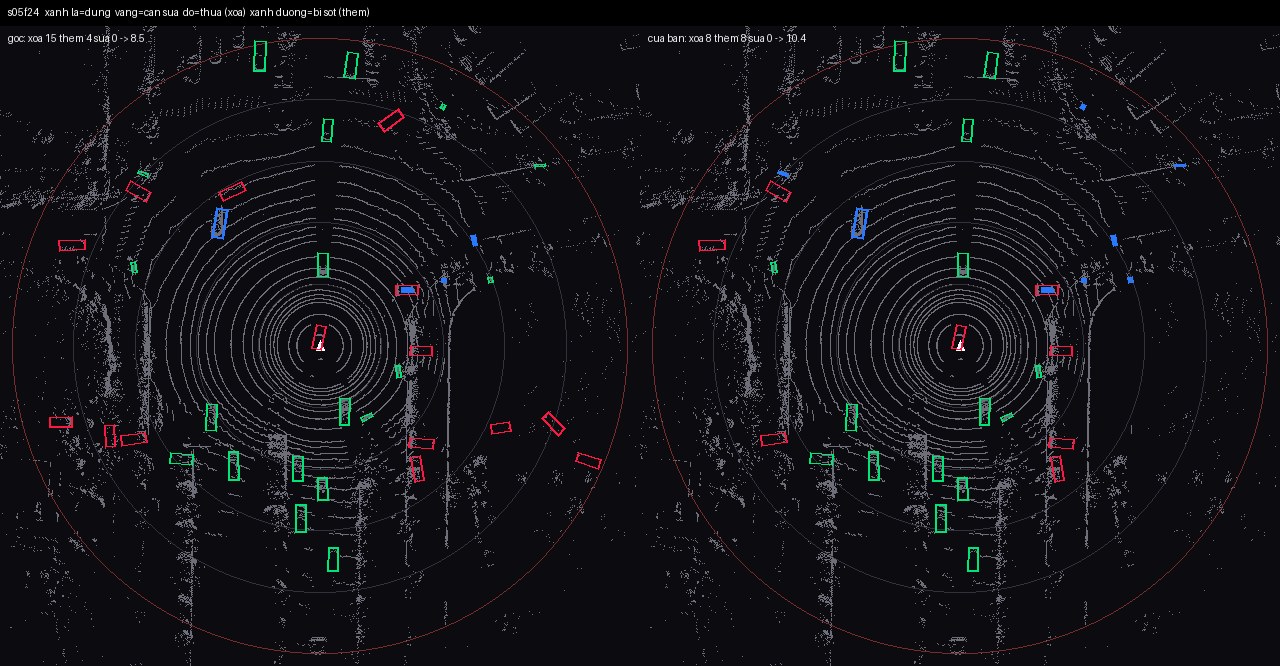 s05f24 xanh la=dung vang=can sua do=thua (xoa) xanh duong=bi sot (them)
goc: xoa 15 them 4 sua 0 -> 8.5
cua ban: xoa 8 them 8 sua 0 -> 10.4